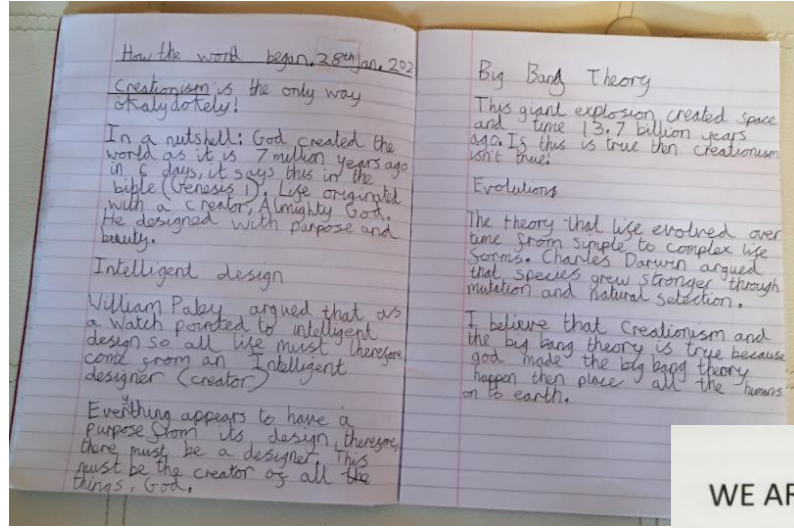 How the world began. 28th Jan. 202
Creationism is the only way
okalydotely!
In a nutshell: God created the
world as it is 7 million years ago
in 6 days, it says this in the
bible (Genesis 1). Life originated
with a creator, Almighty God.
He designed with purpose and
beauty.
Intelligent design
William Paley argued that as
a watch pointed to intelligent
design so all life must therefore
come from an Intelligent
designer (creator)
Everything appears to have a
purpose from its design, therefore,
there must be a designer. This
must be the creator of all the
things, God.
Big Bang Theory
This giant explosion created space
and time 13.7 billion years
ago. If this is true then creationism
isn't true!
Evolution
The theory that life evolved over
time from simple to complex life
forms. Charles Darwin argued
that species grew stronger through
mutation and natural selection.
I believe that Creationism and
the big bang theory is true because
god made the big bang theory
happen then place all the humans
on to earth.
WE AR